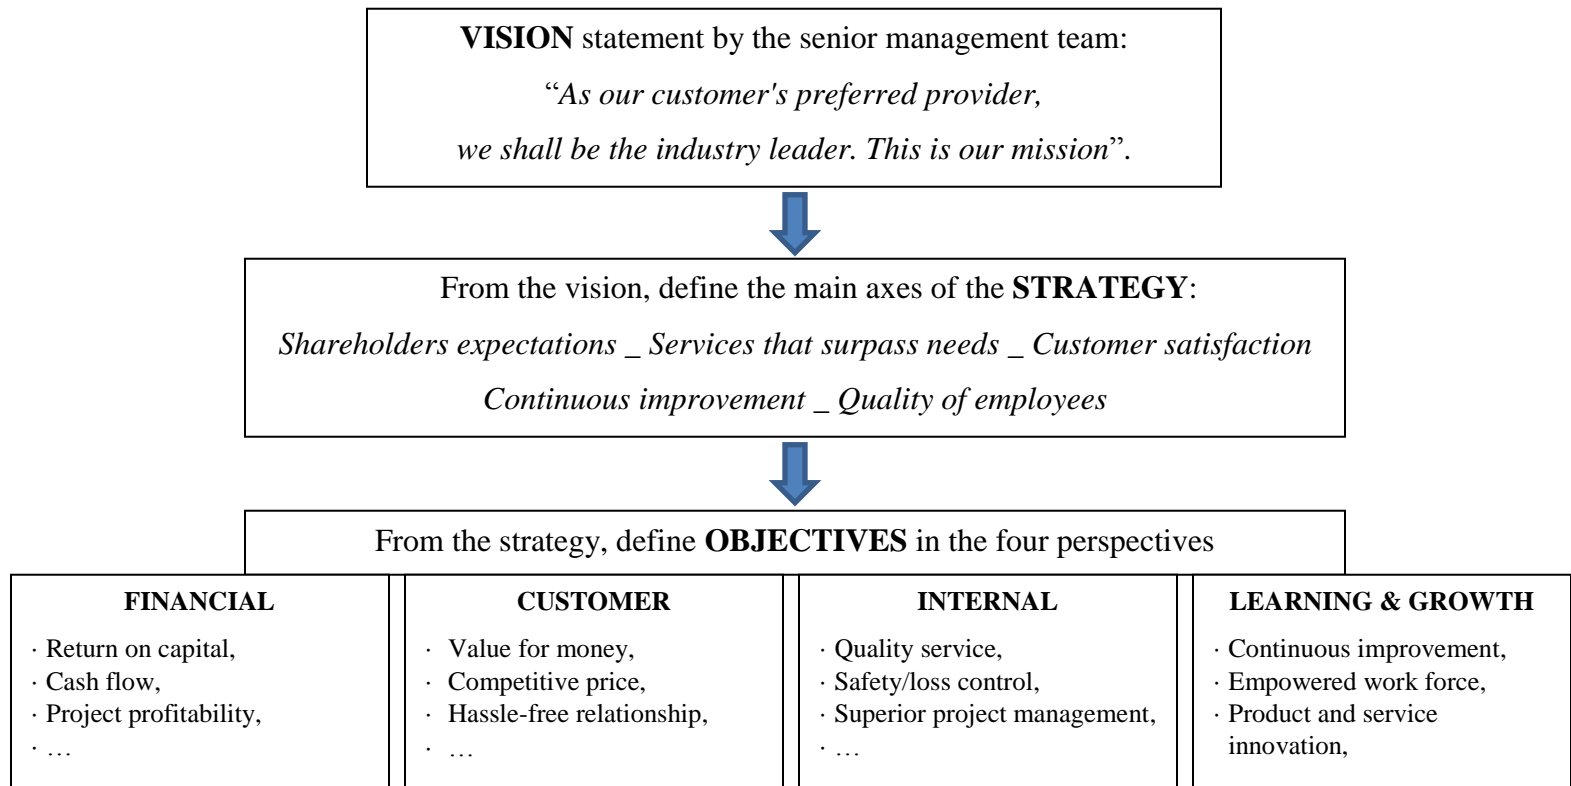 VISION statement by the senior management team:
“As our customer's preferred provider,
we shall be the industry leader. This is our mission”.
From the vision, define the main axes of the STRATEGY:
Shareholders expectations _ Services that surpass needs _ Customer satisfaction
Continuous improvement _ Quality of employees
From the strategy, define OBJECTIVES in the four perspectives
FINANCIAL
· Return on capital,
· Cash flow,
· Project profitability,
· …
CUSTOMER
· Value for money,
· Competitive price,
· Hassle-free relationship,
· …
INTERNAL
· Quality service,
· Safety/loss control,
· Superior project management,
· …
LEARNING & GROWTH
· Continuous improvement,
· Empowered work force,
· Product and service
innovation,